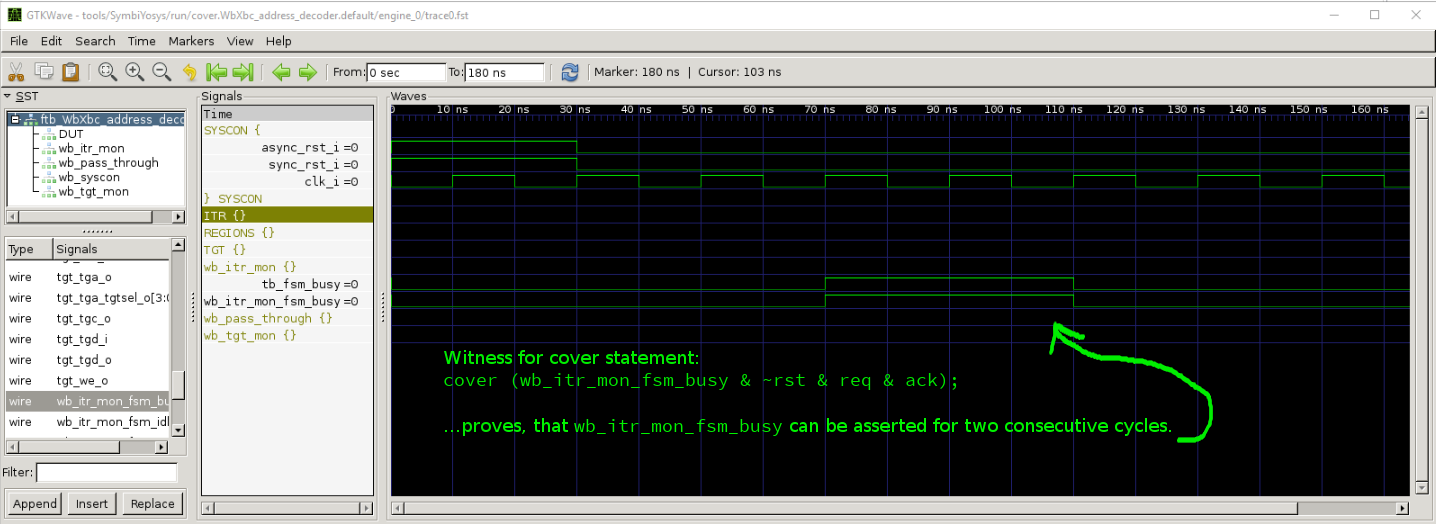 GTKWave - tools/SymbiYosys/run/cover.WbXbc_address_decoder.default/engine_0/trace0.fst
File Edit Search Time Markers View Help
From: 0 sec To: 180 ns Marker: 180 ns | Cursor: 103 ns
SST
ftb_WbXbc_address_deco
DUT
wb_itr_mon
wb_pass_through
wb_syscon
wb_tgt_mon
Type Signals
wire tgt_tga_o
wire tgt_tga_tgtsel_o[3:0
wire tgt_tgc_o
wire tgt_tgd_i
wire tgt_tgd_o
wire tgt_we_o
wire wb_itr_mon_fsm_bu
wire wb_itr_mon_fsm_idl
Filter:
Append Insert Replace
Signals
Time
SYSCON {
async_rst_i =0
sync_rst_i =0
clk_i =0
} SYSCON
ITR {}
REGIONS {}
TGT {}
wb_itr_mon {}
tb_fsm_busy =0
wb_itr_mon_fsm_busy =0
wb_pass_through {}
wb_tgt_mon {}
Waves
10 ns 20 ns 30 ns 40 ns 50 ns 60 ns 70 ns 80 ns 90 ns 100 ns 110 ns 120 ns 130 ns 140 ns 150 ns 160 ns
Witness for cover statement:
cover (wb_itr_mon_fsm_busy & ~rst & req & ack);
...proves, that wb_itr_mon_fsm_busy can be asserted for two consecutive cycles.